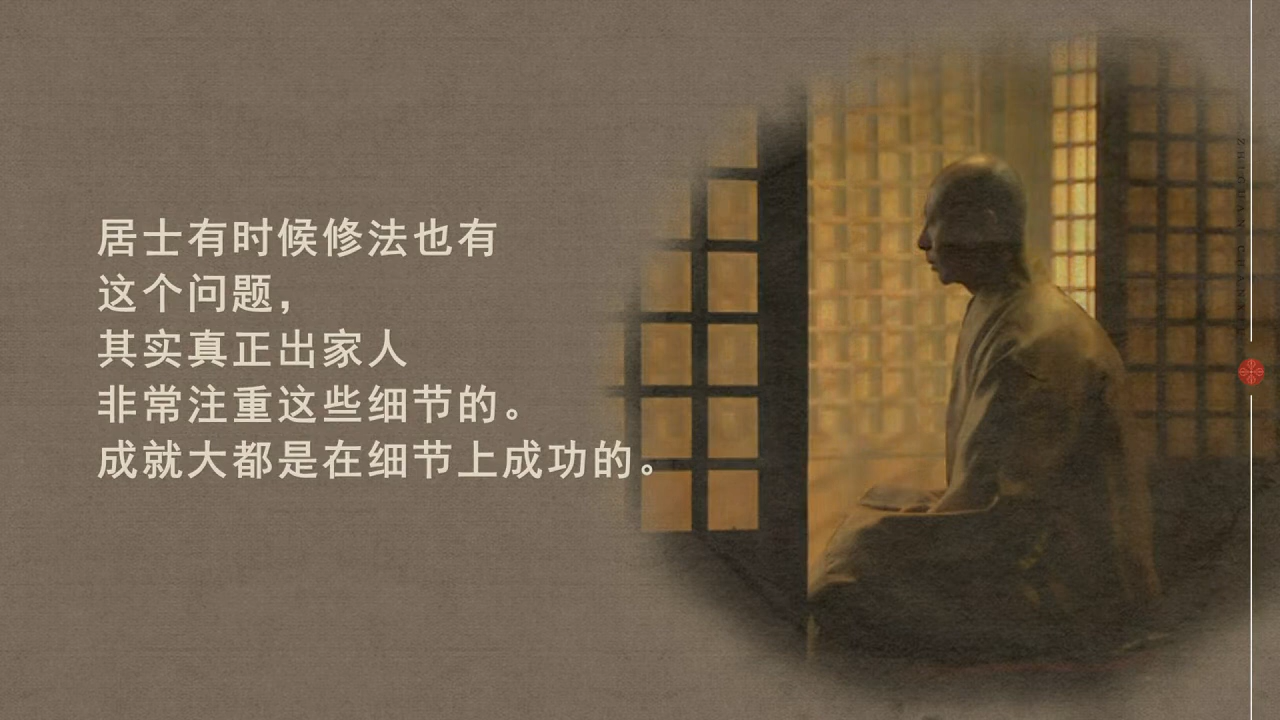 居士有时候修法也有
这个问题，
其实真正出家人
非常注重这些细节的。
成就大都是在细节上成功的。